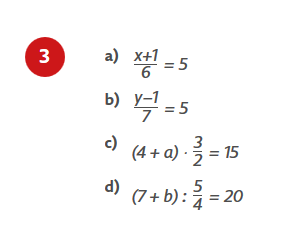 3
a) x+1/6 = 5
b) y–1/7 = 5
c) (4 + a) · 3/2 = 15
d) (7 + b) : 5/4 = 20